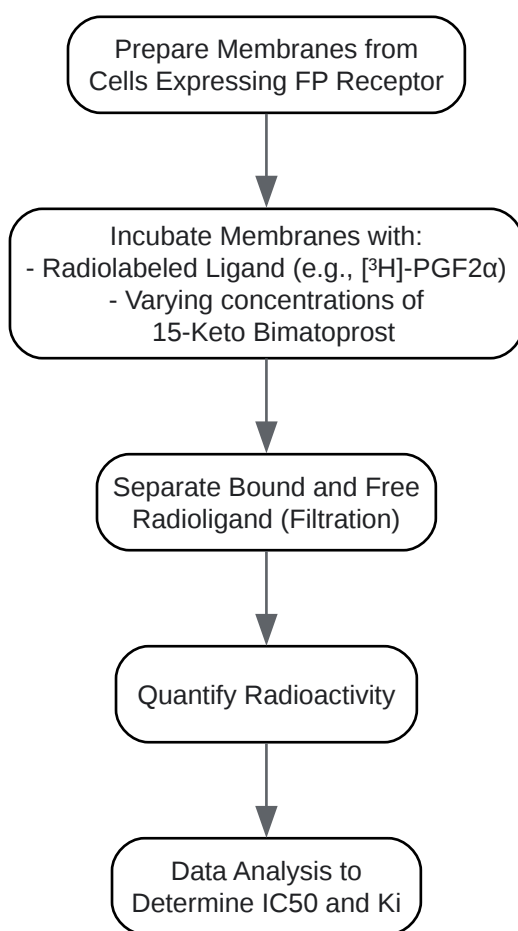 Prepare Membranes from
Cells Expressing FP Receptor
Incubate Membranes with:
- Radiolabeled Ligand (e.g., [³H]-PGF2α)
- Varying concentrations of
15-Keto Bimatoprost
Separate Bound and Free
Radioligand (Filtration)
Quantify Radioactivity
Data Analysis to
Determine IC50 and Ki